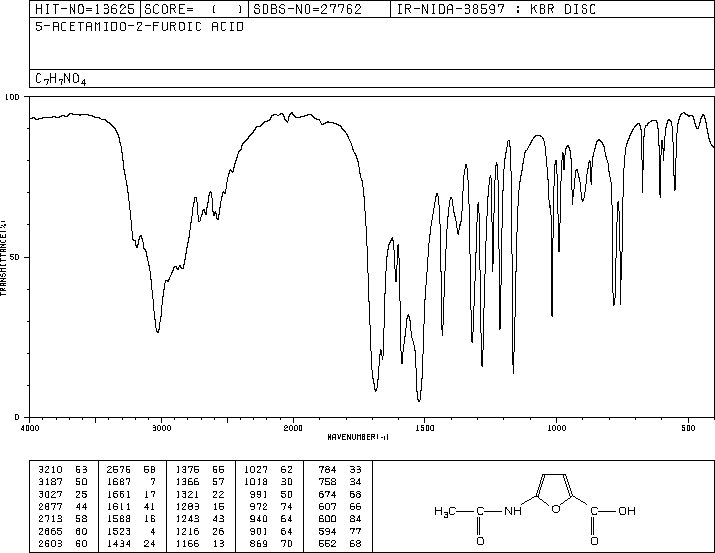 HIT-NO=13625 SCORE= ( ) SDBS-NO=27762 IR-NIDA-38597 : KBR DISC
5-ACETAMIDO-2-FUROIC ACID
C7H7NO4
100
50
0
TRANSMITTANCE(%)
4000 3000 2000 1500 1000 500
WAVENUMBER(-1)
3210 53 2576 58 1376 55 1027 62 784 33
3187 50 1687 7 1366 57 1018 30 758 34
3027 25 1661 17 1321 22 991 50 674 68
2877 44 1611 41 1283 15 972 74 607 66
2713 58 1588 16 1243 43 940 64 600 84
2665 60 1523 4 1216 26 901 64 594 77
2603 60 1434 24 1166 13 869 70 552 68
H3C NH O OH
O O